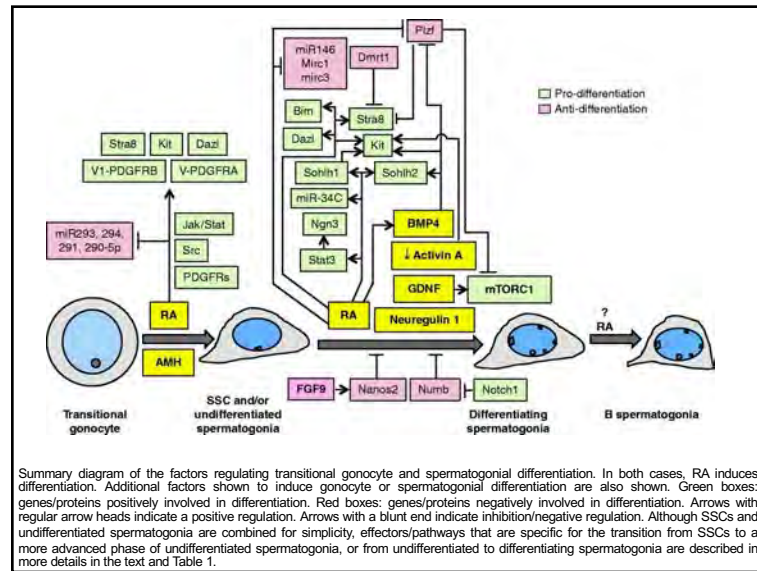 Plzf
miR146
Mirc1
mirc3
Dmrt1
Pro-differentiation
Anti-differentiation
Bim
Stra8
Dazl
Kit
Stra8
Kit
Dazl
V1-PDGFRB
V-PDGFRA
Sohlh1
Sohlh2
miR-34C
miR293, 294,
291, 290-5p
Jak/Stat
Src
PDGFRs
Ngn3
Stat3
BMP4
↓ Activin A
GDNF
mTORC1
RA
RA
Neuregulin 1
?
RA
AMH
FGF9
Nanos2
Numb
Notch1
Transitional
gonocyte
SSC and/or
undifferentiated
spermatogonia
Differentiating
spermatogonia
B spermatogonia
Summary diagram of the factors regulating transitional gonocyte and spermatogonial differentiation. In both cases, RA induces
differentiation. Additional factors shown to induce gonocyte or spermatogonial differentiation are also shown. Green boxes:
genes/proteins positively involved in differentiation. Red boxes: genes/proteins negatively involved in differentiation. Arrows with
regular arrow heads indicate a positive regulation. Arrows with a blunt end indicate inhibition/negative regulation. Although SSCs and
undifferentiated spermatogonia are combined for simplicity, effectors/pathways that are specific for the transition from SSCs to a
more advanced phase of undifferentiated spermatogonia, or from undifferentiated to differentiating spermatogonia are described in
more details in the text and Table 1.